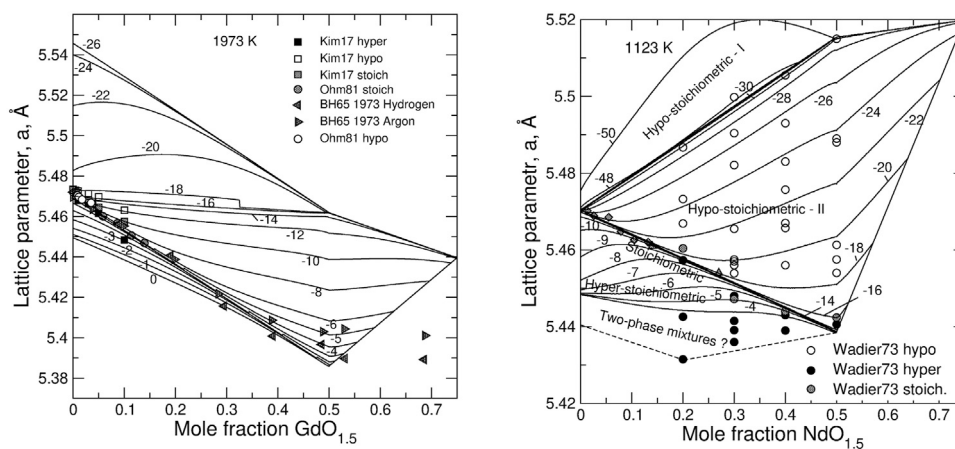 1973 K
Kim17 hyper
Kim17 hypo
Kim17 stoich
Ohm81 stoich
BH65 1973 Hydrogen
BH65 1973 Argon
Ohm81 hypo
-26
-24
-22
-20
-18
-16
-14
-12
-10
-8
-6
-5
-4
-3
-2
-1
0
5.54
5.52
5.5
5.48
5.46
5.44
5.42
5.4
5.38
0 0.1 0.2 0.3 0.4 0.5 0.6 0.7
Lattice parameter, a, Å
Mole fraction GdO1.5
1123 K
Hypo-stoichiometric - I
Hypo-stoichiometric - II
Stoichiometric
Hyper-stoichiometric
Two-phase mixtures ?
-50
-48
-30
-28
-26
-24
-22
-20
-18
-16
-14
-10
-9
-8
-7
-6
-5
-4
Wadier73 hypo
Wadier73 hyper
Wadier73 stoich.
5.52
5.5
5.48
5.46
5.44
5.42
0 0.1 0.2 0.3 0.4 0.5 0.6 0.7
Lattice parametr, a, Å
Mole fraction NdO1.5